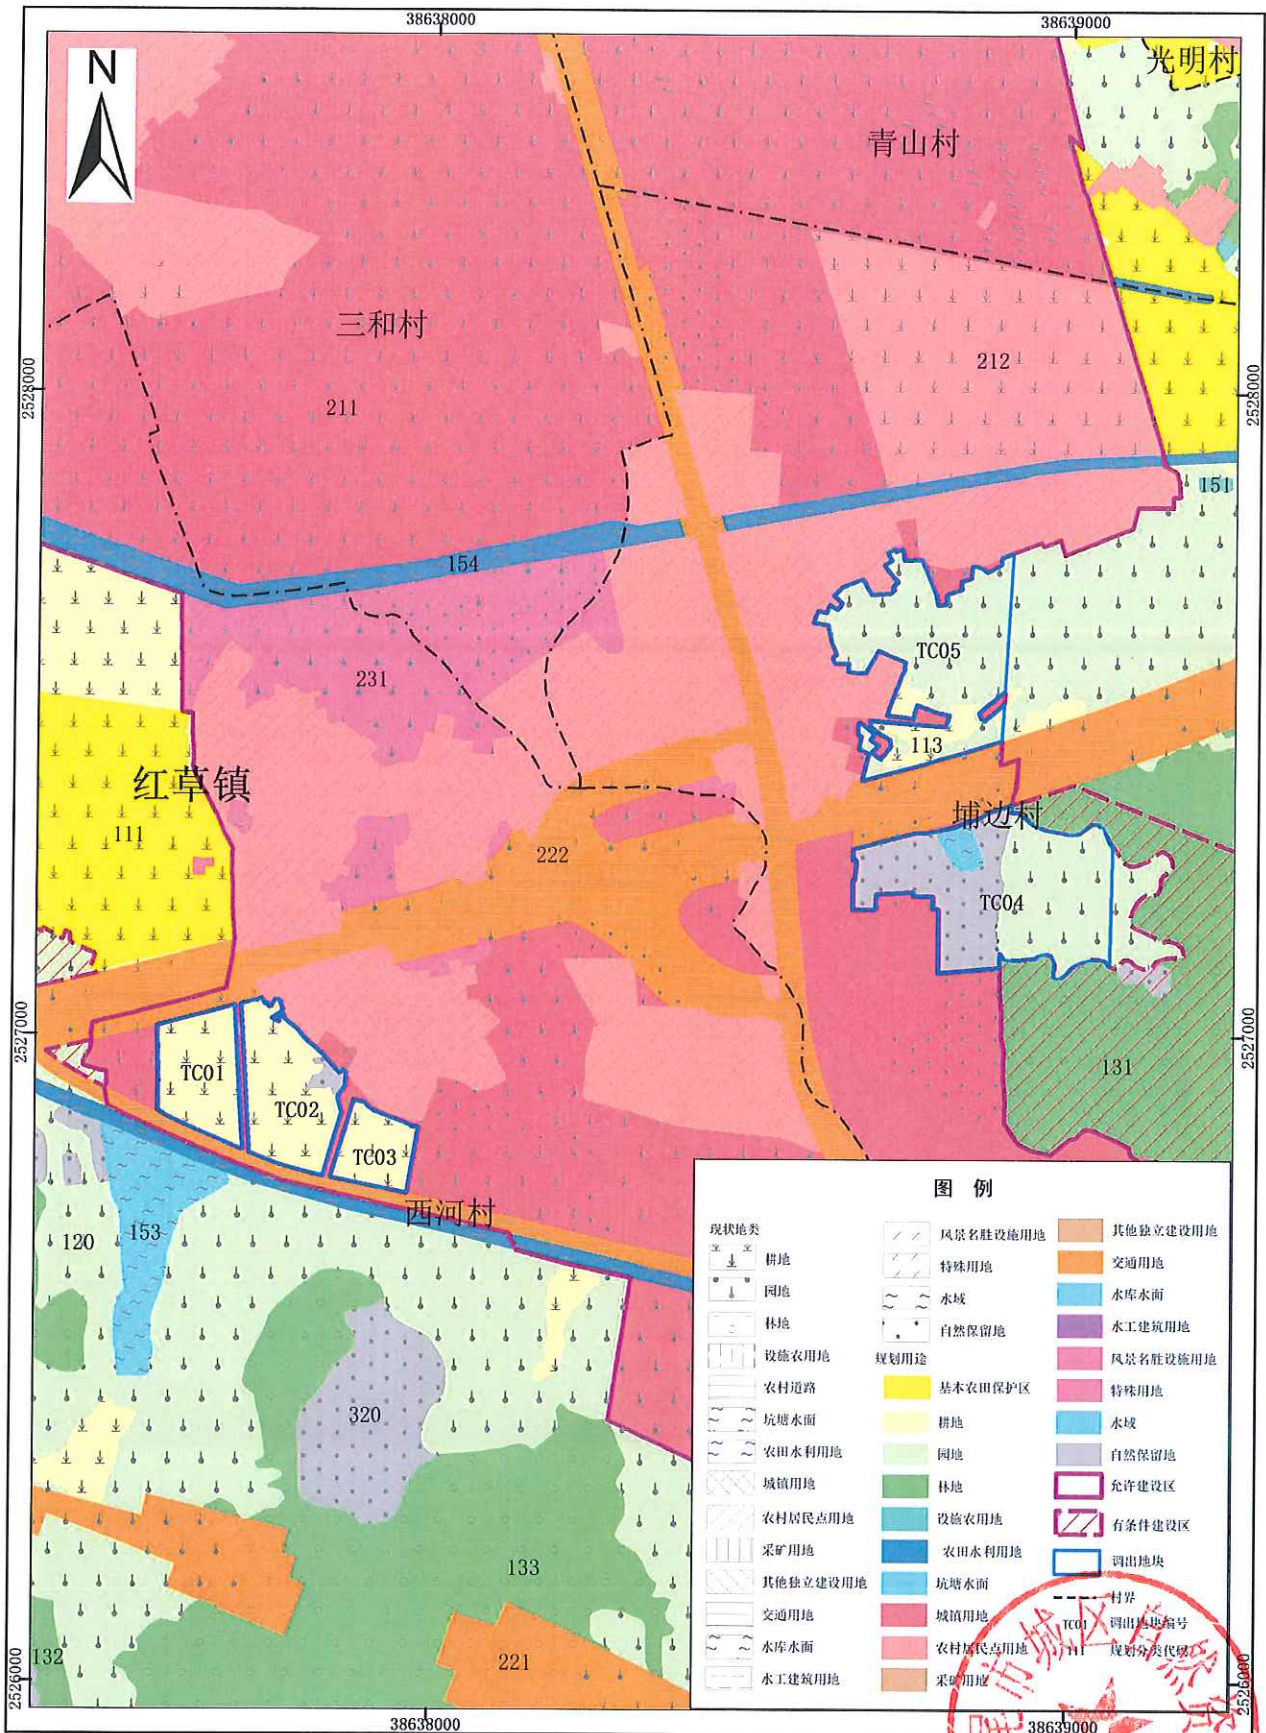 38638000
38639000
N
光明村
青山村
三和村
2528000
2528000
212
211
151
154
TC05
231
113
红草镇
埔边村
111
222
TC04
2527000
2527000
TC01
131
TC02
TC03
西河村
120
153
320
133
132
221
2526000
2526000
38638000
38639000
图 例
现状地类
耕地
园地
林地
设施农用地
农村道路
坑塘水面
农田水利用地
城镇用地
农村居民点用地
采矿用地
其他独立建设用地
交通用地
水库水面
水工建筑用地
风景名胜设施用地
特殊用地
水域
自然保留地
规划用途
基本农田保护区
耕地
园地
林地
设施农用地
农田水利用地
坑塘水面
城镇用地
农村居民点用地
采矿用地
其他独立建设用地
交通用地
水库水面
水工建筑用地
风景名胜设施用地
特殊用地
水域
自然保留地
允许建设区
有条件建设区
调出地块
村界
TC01 调出地块编号
111 规划分类代码
市城区自然资